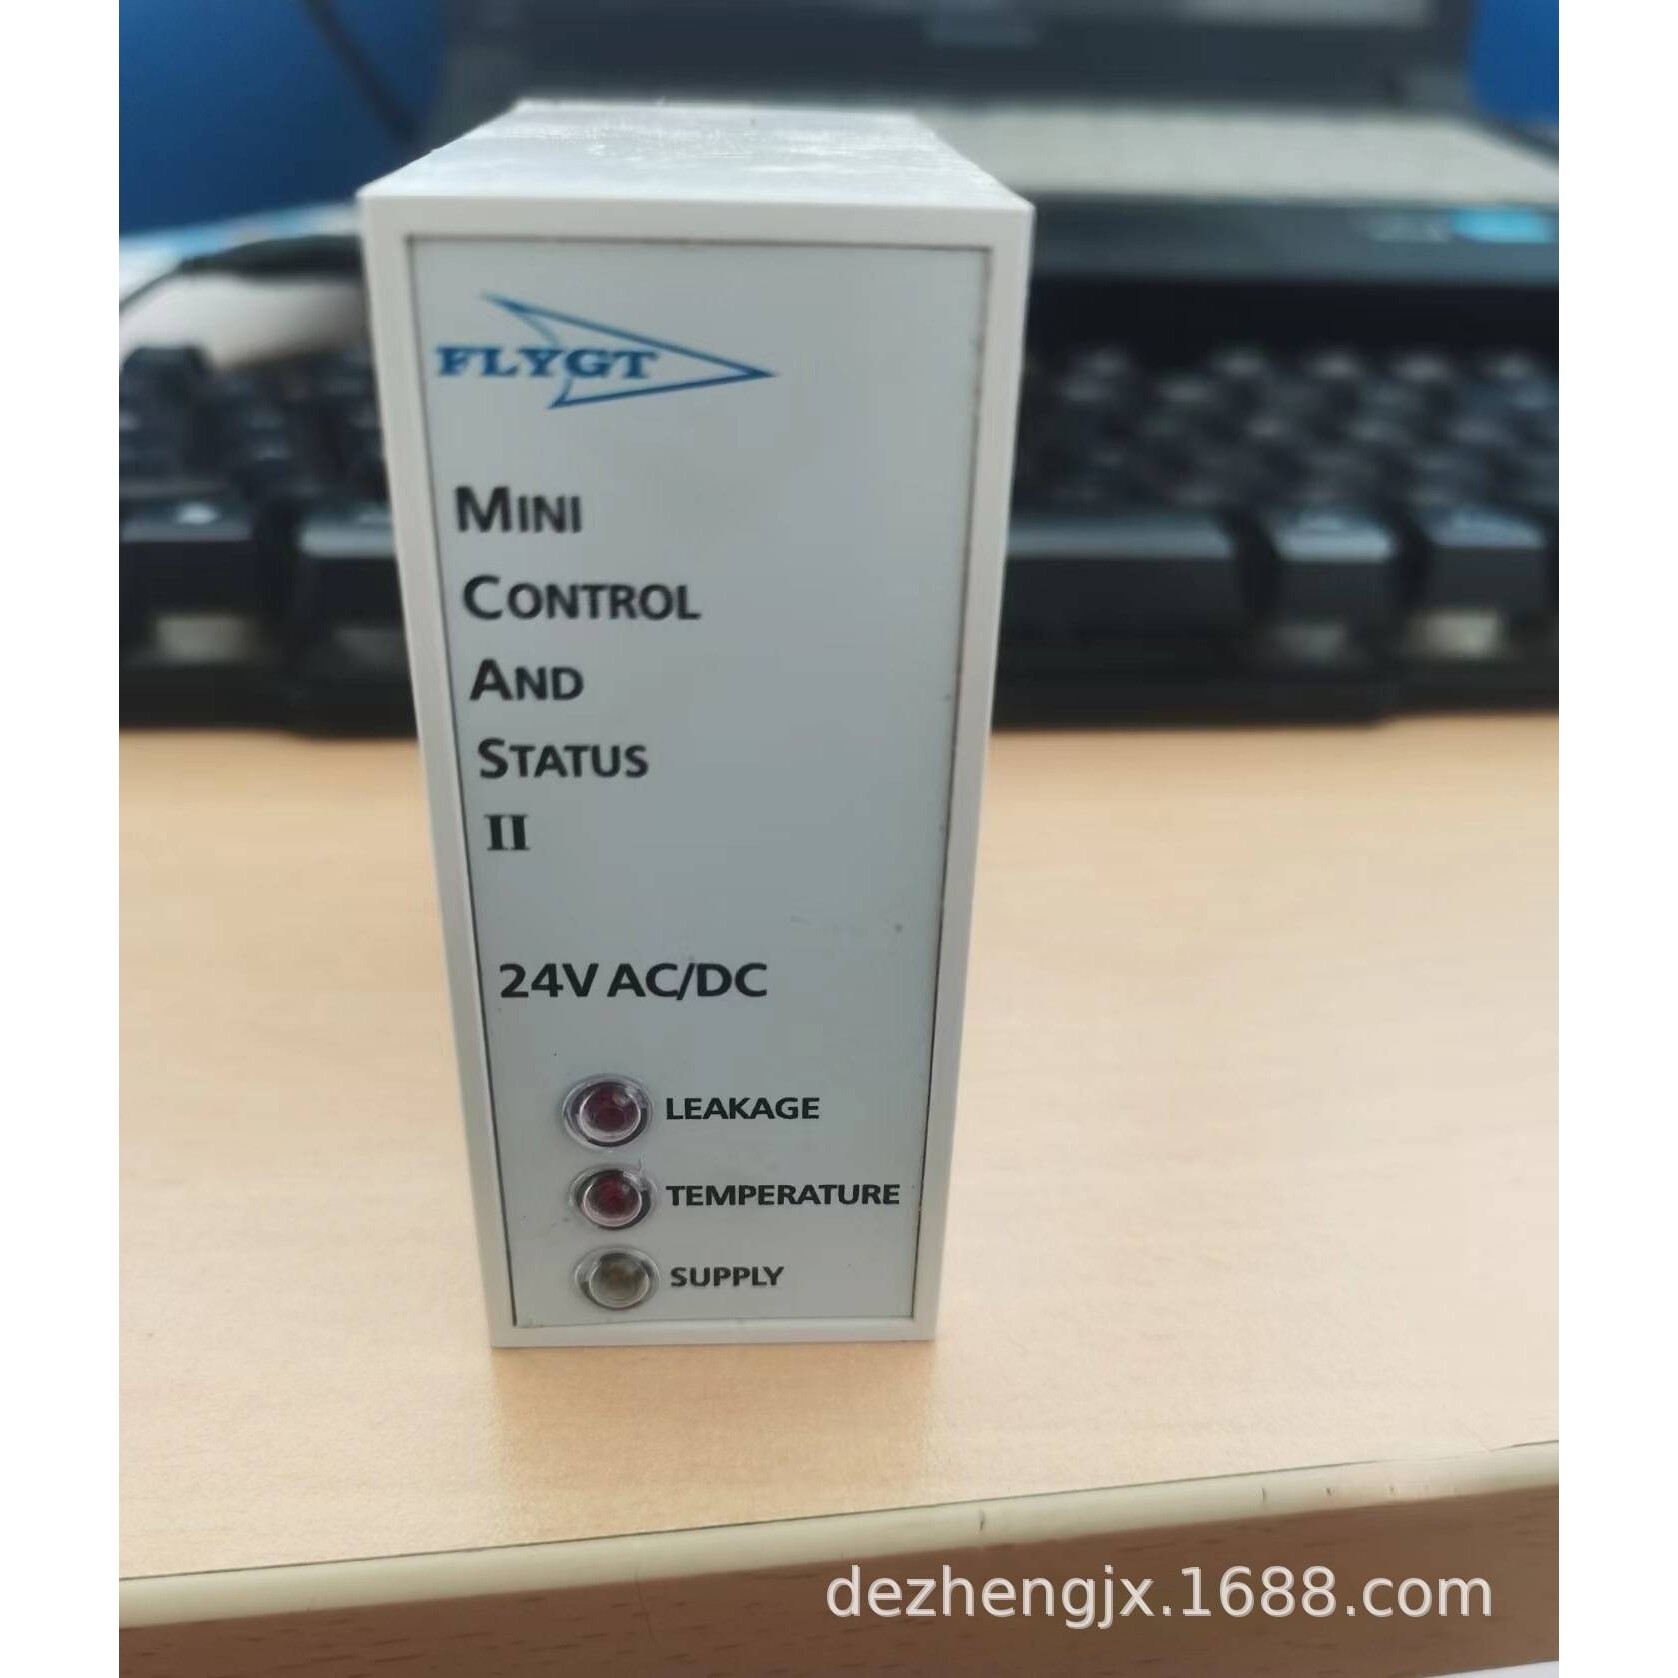 FLYGT
MINI
CONTROL
AND
STATUS
II
24V AC/DC
LEAKAGE
TEMPERATURE
SUPPLY
dezhengjx.1688.com